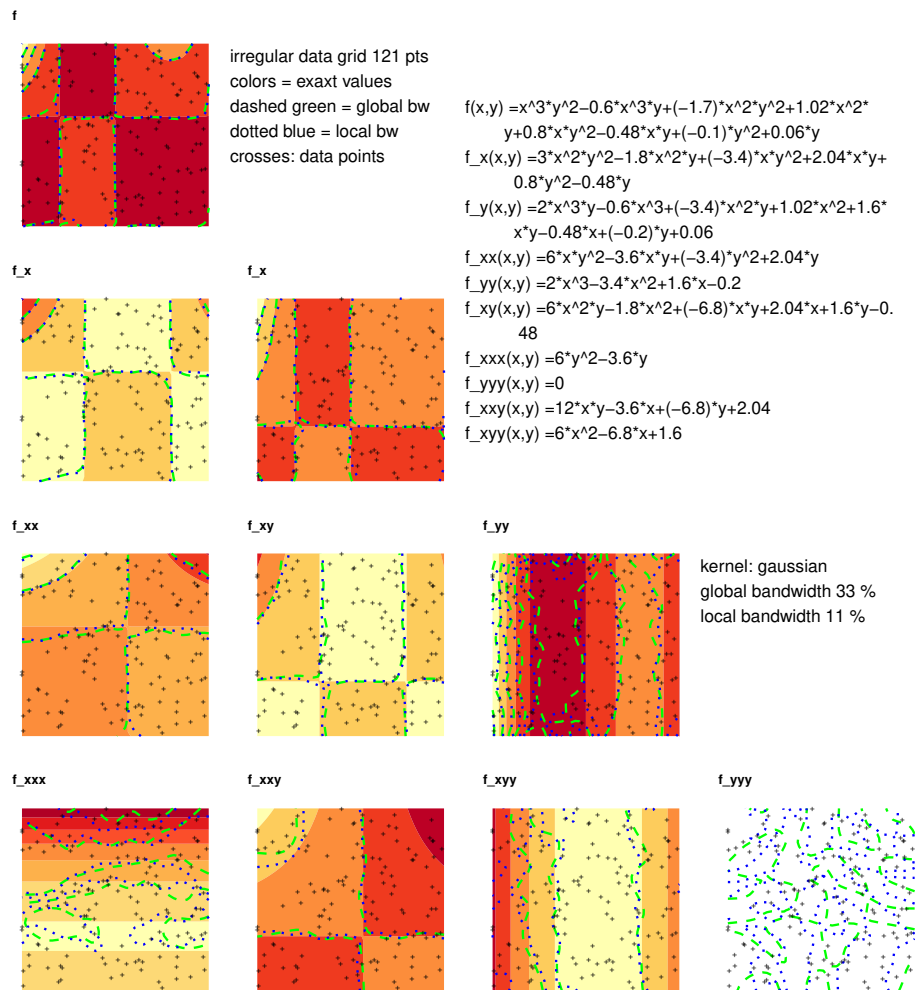 f
irregular data grid 121 pts
colors = exaxt values
dashed green = global bw
dotted blue = local bw
crosses: data points
f(x,y) =x^3*y^2−0.6*x^3*y+(−1.7)*x^2*y^2+1.02*x^2*
y+0.8*x*y^2−0.48*x*y+(−0.1)*y^2+0.06*y
f_x(x,y) =3*x^2*y^2−1.8*x^2*y+(−3.4)*x*y^2+2.04*x*y+
0.8*y^2−0.48*y
f_y(x,y) =2*x^3*y−0.6*x^3+(−3.4)*x^2*y+1.02*x^2+1.6*
x*y−0.48*x+(−0.2)*y+0.06
f_xx(x,y) =6*x*y^2−3.6*x*y+(−3.4)*y^2+2.04*y
f_yy(x,y) =2*x^3−3.4*x^2+1.6*x−0.2
f_xy(x,y) =6*x^2*y−1.8*x^2+(−6.8)*x*y+2.04*x+1.6*y−0.
48
f_xxx(x,y) =6*y^2−3.6*y
f_yyy(x,y) =0
f_xxy(x,y) =12*x*y−3.6*x+(−6.8)*y+2.04
f_xyy(x,y) =6*x^2−6.8*x+1.6
f_x
f_x
f_xx
f_xy
f_yy
kernel: gaussian
global bandwidth 33 %
local bandwidth 11 %
f_xxx
f_xxy
f_xyy
f_yyy